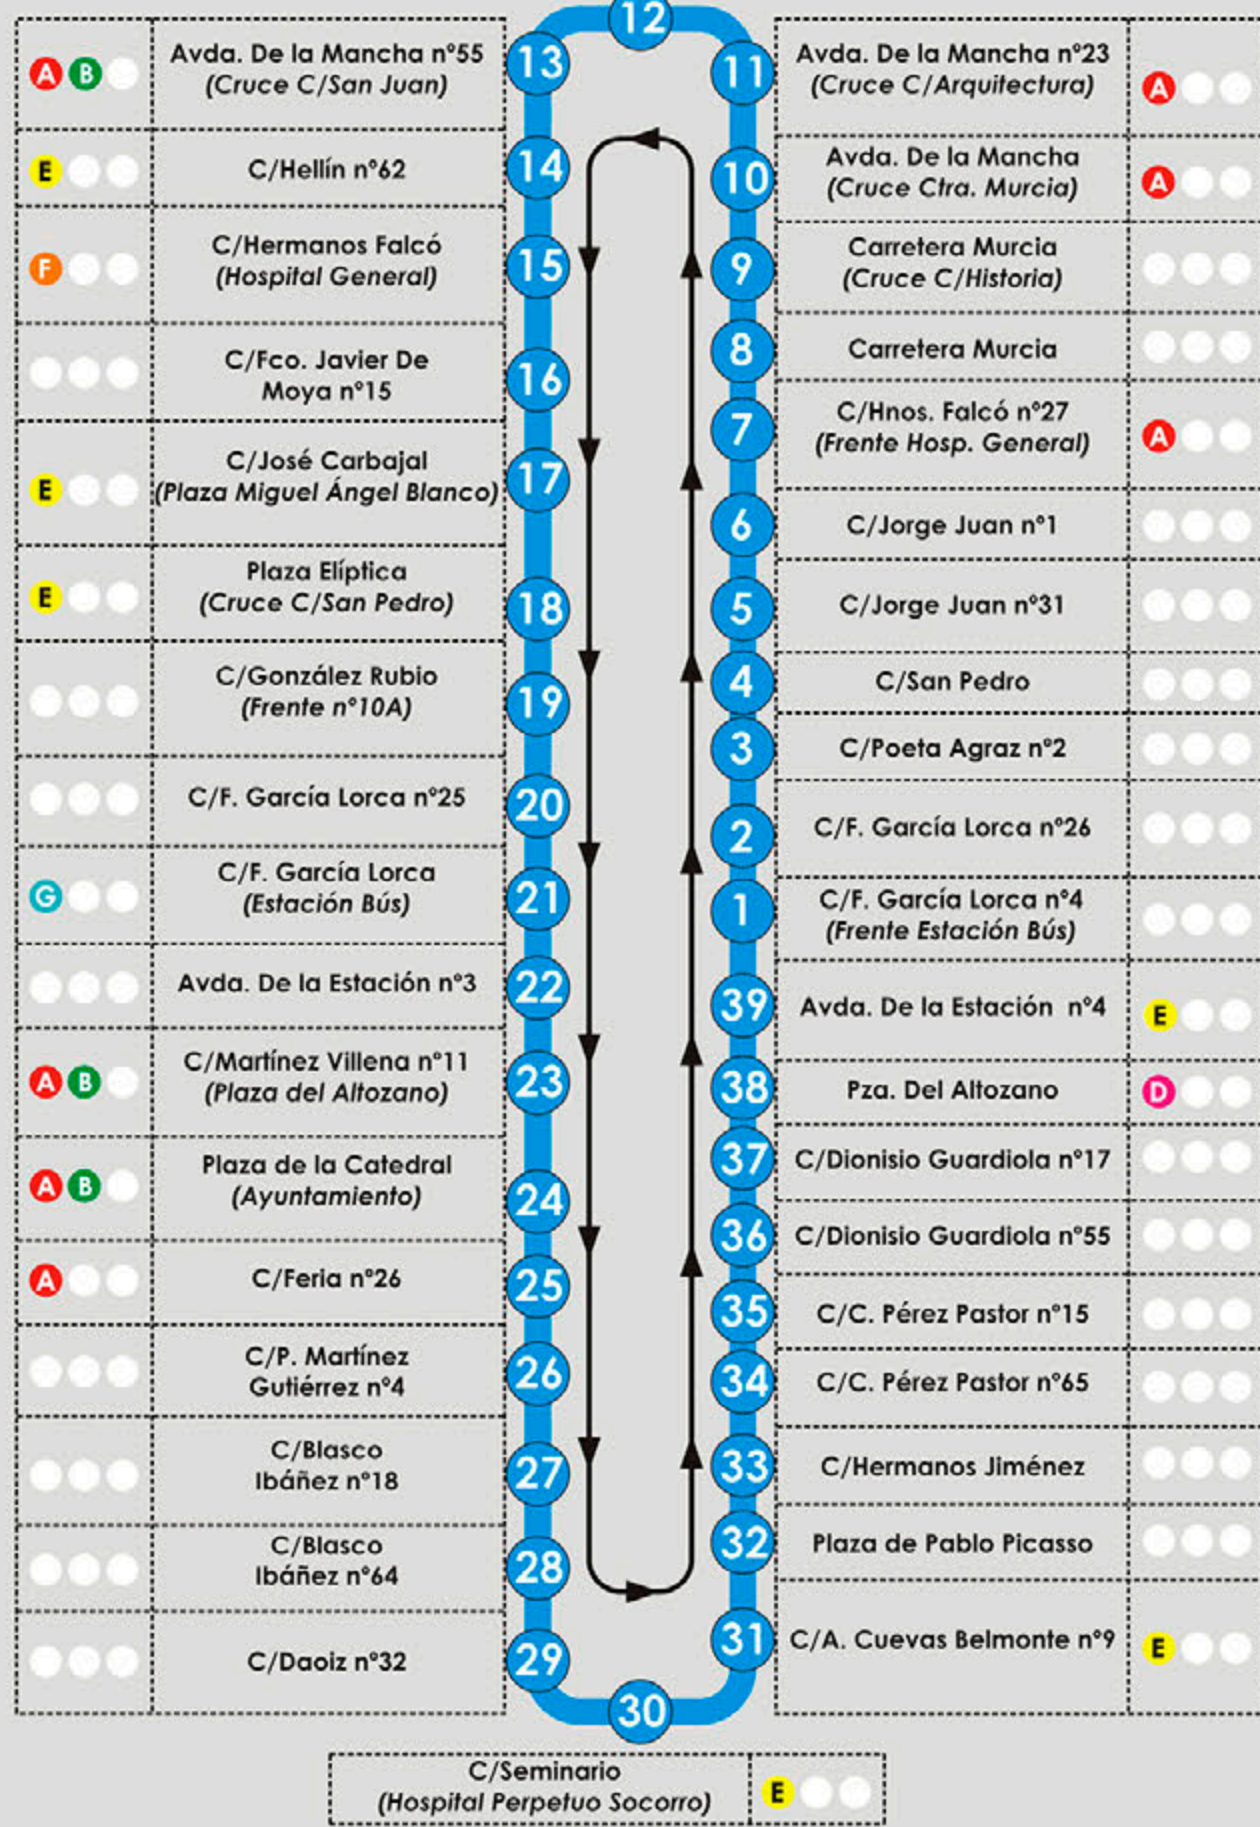 12
A B
Avda. De la Mancha nº55
(Cruce C/San Juan)
13
E
C/Hellín nº62
14
F
C/Hermanos Falcó
(Hospital General)
15
C/Fco. Javier De
Moya nº15
16
E
C/José Carbajal
(Plaza Miguel Ángel Blanco)
17
E
Plaza Elíptica
(Cruce C/San Pedro)
18
C/González Rubio
(Frente nº10A)
19
C/F. García Lorca nº25
20
G
C/F. García Lorca
(Estación Bús)
21
Avda. De la Estación nº3
22
A B
C/Martínez Villena nº11
(Plaza del Altozano)
23
A B
Plaza de la Catedral
(Ayuntamiento)
24
A
C/Feria nº26
25
C/P. Martínez
Gutiérrez nº4
26
C/Blasco
Ibáñez nº18
27
C/Blasco
Ibáñez nº64
28
C/Daoiz nº32
29
11
Avda. De la Mancha nº23
(Cruce C/Arquitectura)
A
10
Avda. De la Mancha
(Cruce Ctra. Murcia)
A
9
Carretera Murcia
(Cruce C/Historia)
8
Carretera Murcia
7
C/Hnos. Falcó nº27
(Frente Hosp. General)
A
6
C/Jorge Juan nº1
5
C/Jorge Juan nº31
4
C/San Pedro
3
C/Poeta Agraz nº2
2
C/F. García Lorca nº26
1
C/F. García Lorca nº4
(Frente Estación Bús)
39
Avda. De la Estación nº4
E
38
Pza. Del Altozano
D
37
C/Dionisio Guardiola nº17
36
C/Dionisio Guardiola nº55
35
C/C. Pérez Pastor nº15
34
C/C. Pérez Pastor nº65
33
C/Hermanos Jiménez
32
Plaza de Pablo Picasso
31
C/A. Cuevas Belmonte nº9
E
30
C/Seminario
(Hospital Perpetuo Socorro)
E